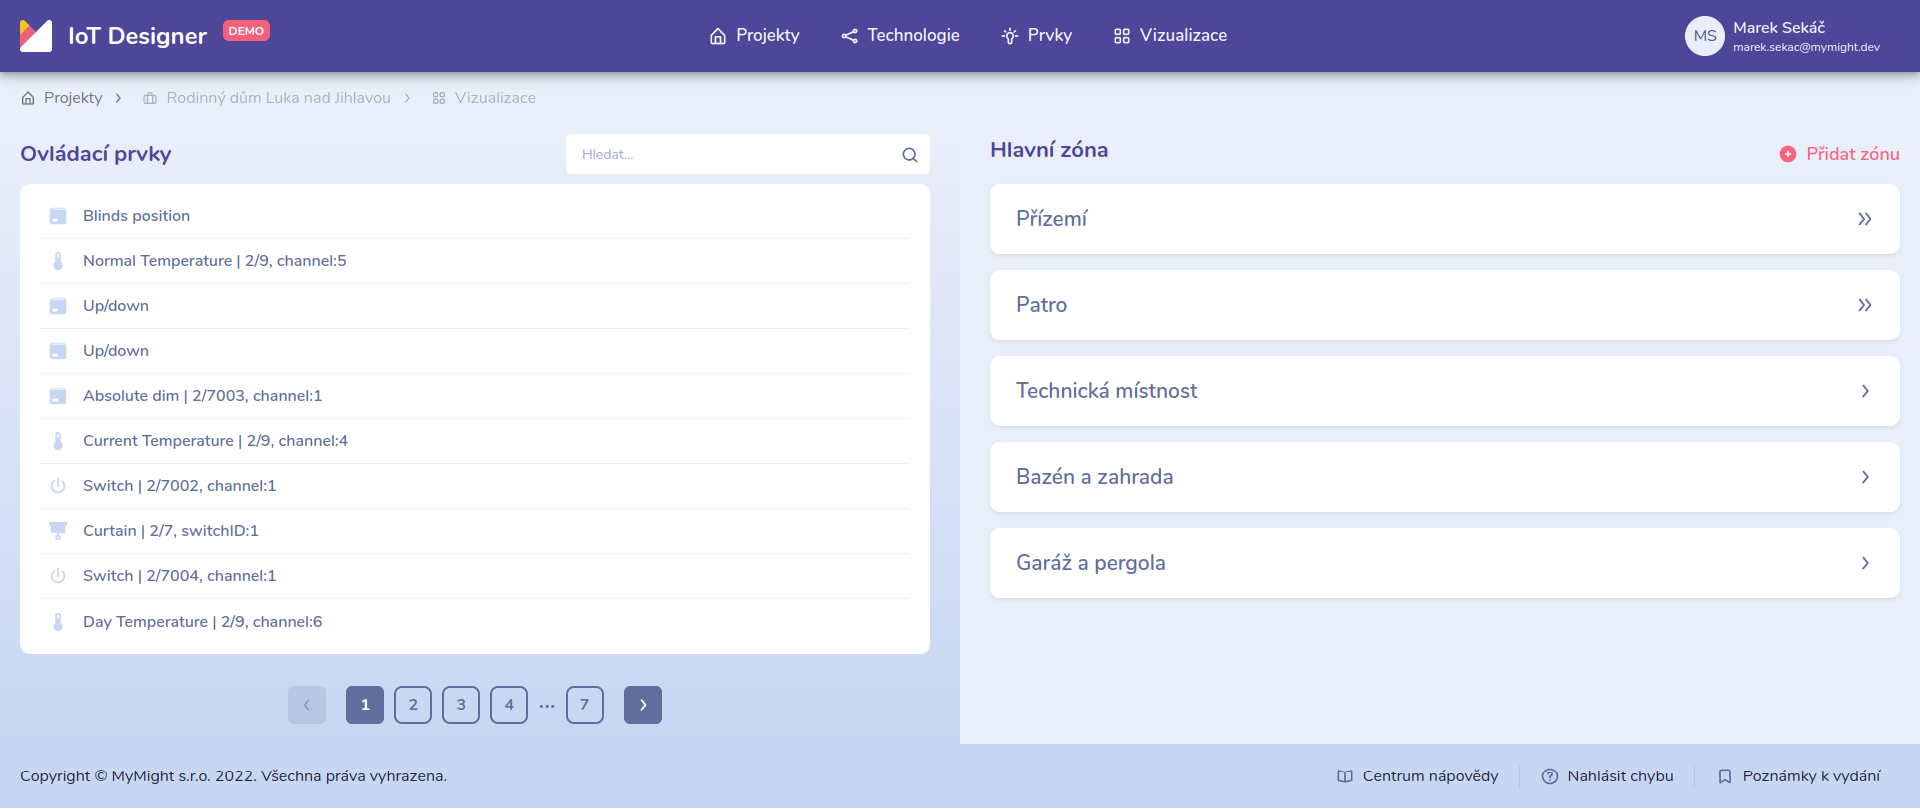 IoT Designer DEMO
Projekty Technologie Prvky Vizualizace
MS Marek Sekáč
marek.sekac@mymight.dev
Projekty Rodinný dům Luka nad Jihlavou Vizualizace
Ovládací prvky
Hledat...
Blinds position
Normal Temperature | 2/9, channel:5
Up/down
Up/down
Absolute dim | 2/7003, channel:1
Current Temperature | 2/9, channel:4
Switch | 2/7002, channel:1
Curtain | 2/7, switchID:1
Switch | 2/7004, channel:1
Day Temperature | 2/9, channel:6
1 2 3 4 ... 7
Hlavní zóna
Přidat zónu
Přízemí
Patro
Technická místnost
Bazén a zahrada
Garáž a pergola
Copyright © MyMight s.r.o. 2022. Všechna práva vyhrazena.
Centrum nápovědy Nahlásit chybu Poznámky k vydání